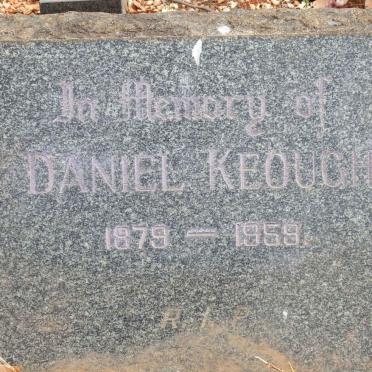 In Memory of
DANIEL KEOUGH
1879 — 1959.
R.I.P.